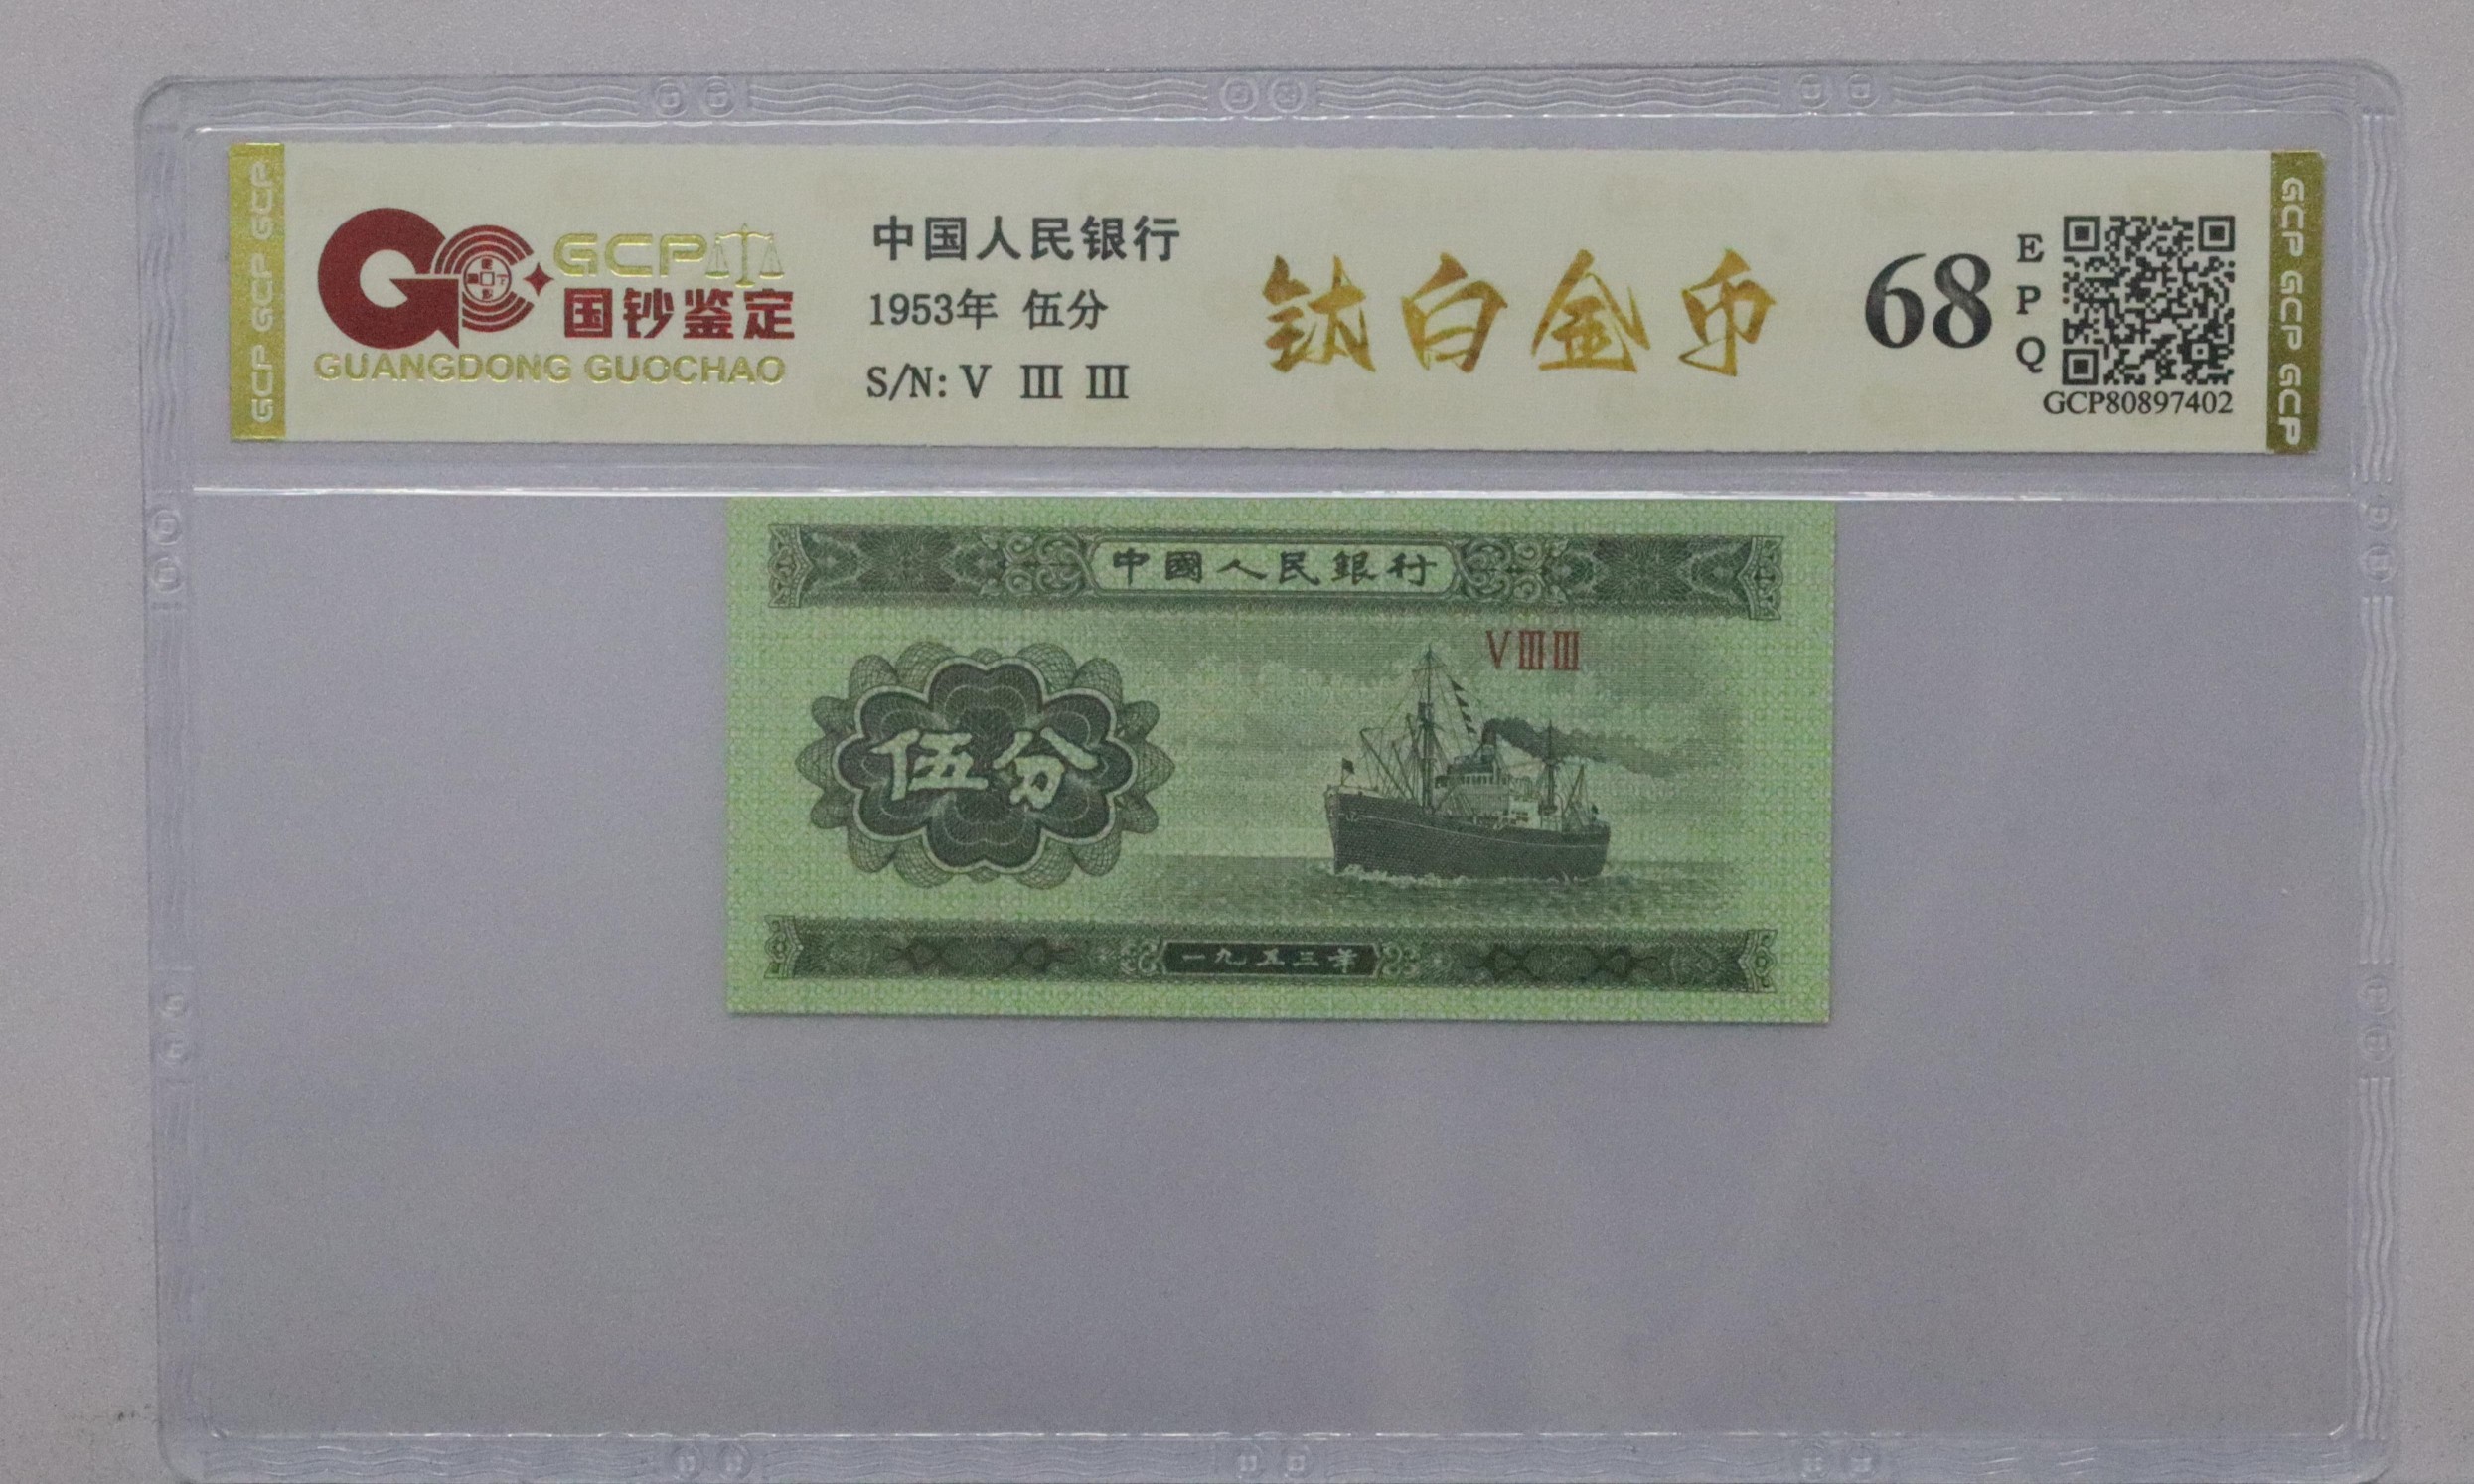 GCP GCP GCP
GCP
国钞鉴定
GUANGDONG GUOCHAO
中国人民银行
1953年 伍分
S/N: V Ⅲ Ⅲ
钛白金币
68
EPQ
GCP80897402
GCP GCP GCP
中國人民銀行
VⅢⅢ
伍分
一九五三年